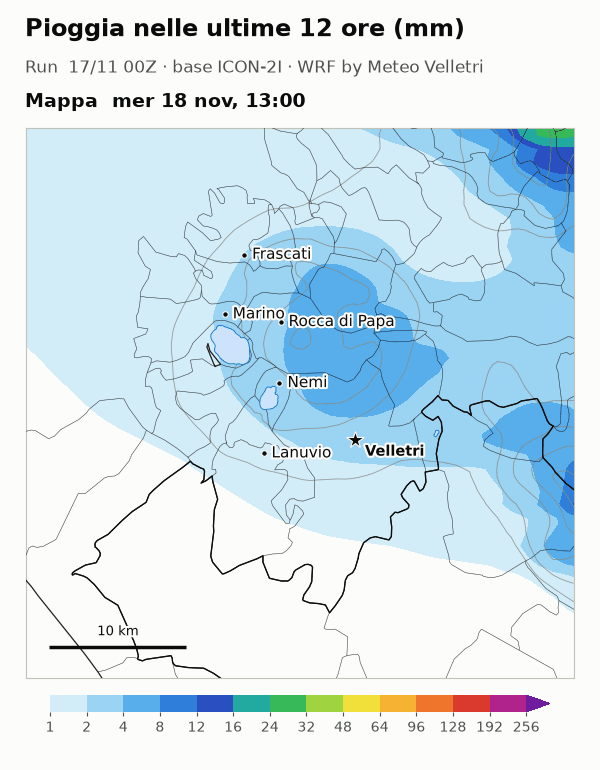 Pioggia nelle ultime 12 ore (mm)
Run 17/11 00Z · base ICON-2I · WRF by Meteo Velletri
Mappa mer 18 nov, 13:00
Frascati
Marino
Rocca di Papa
Nemi
Velletri
Lanuvio
10 km
1 2 4 8 12 16 24 32 48 64 96 128 192 256